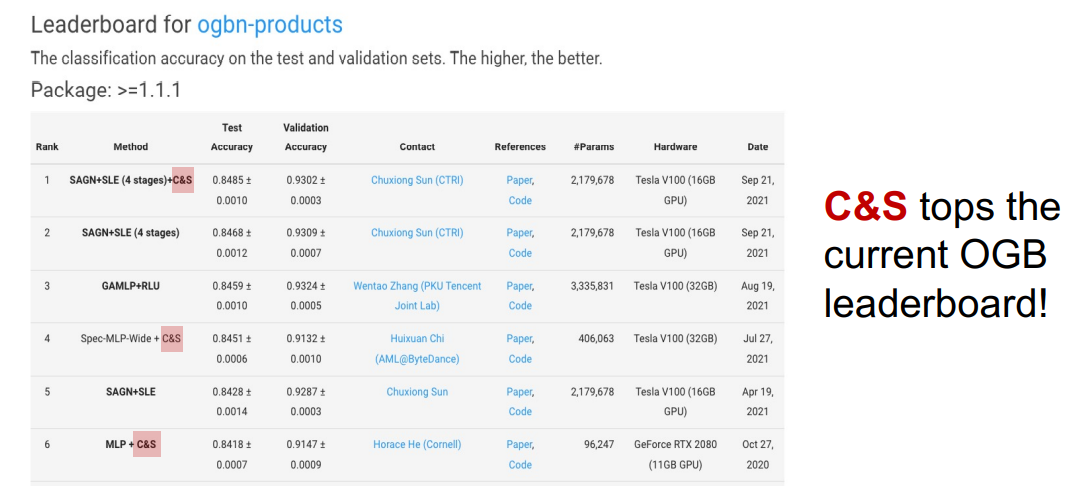 Leaderboard for ogbn-products
The classification accuracy on the test and validation sets. The higher, the better.
Package: >=1.1.1
Test Validation
Rank Method Accuracy Accuracy Contact References #Params Hardware Date
1 SAGN+SLE (4 stages)+C&S 0.8485 ± 0.9302 ± Chuxiong Sun (CTRI) Paper, 2,179,678 Tesla V100 (16GB Sep 21,
0.0010 0.0003 Code GPU) 2021
2 SAGN+SLE (4 stages) 0.8468 ± 0.9309 ± Chuxiong Sun (CTRI) Paper, 2,179,678 Tesla V100 (16GB Sep 21,
0.0012 0.0007 Code GPU) 2021
3 GAMLP+RLU 0.8459 ± 0.9324 ± Wentao Zhang (PKU Tencent Paper, 3,335,831 Tesla V100 (32GB) Aug 19,
0.0010 0.0005 Joint Lab) Code 2021
4 Spec-MLP-Wide + C&S 0.8451 ± 0.9132 ± Huixuan Chi Paper, 406,063 Tesla V100 (32GB) Jul 27,
0.0006 0.0010 (AML@ByteDance) Code 2021
5 SAGN+SLE 0.8428 ± 0.9287 ± Chuxiong Sun Paper, 2,179,678 Tesla V100 (16GB Apr 19,
0.0014 0.0003 Code GPU) 2021
6 MLP + C&S 0.8418 ± 0.9147 ± Horace He (Cornell) Paper, 96,247 GeForce RTX 2080 Oct 27,
0.0007 0.0009 Code (11GB GPU) 2020
C&S tops the
current OGB
leaderboard!